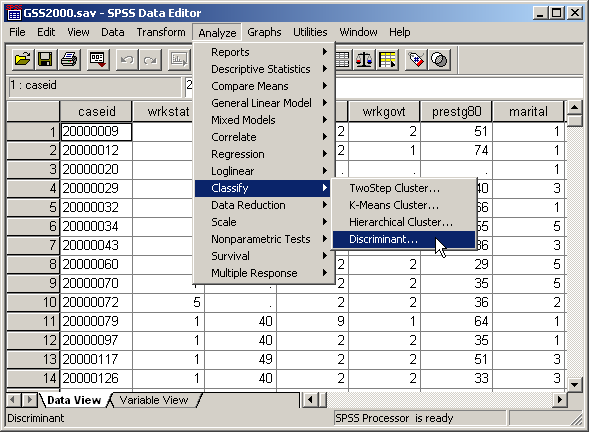 GSS2000.sav - SPSS Data Editor
File Edit View Data Transform Analyze Graphs Utilities Window Help
1 : caseid 2
Reports
Descriptive Statistics
Compare Means
General Linear Model
Mixed Models
Correlate
Regression
Loglinear
Classify
Data Reduction
Scale
Nonparametric Tests
Survival
Multiple Response
TwoStep Cluster...
K-Means Cluster...
Hierarchical Cluster...
Discriminant...
caseid wrkstat wrkgovt prestg80 marital
1 20000009 2 2 51 1
2 20000012 2 1 74 1
3 20000020 . . . 1
4 20000029 40 3
5 20000032 66 1
6 20000034 55 5
7 20000043 36 3
8 20000060 2 2 29 5
9 20000070 1 . 2 2 35 5
10 20000072 5 . 2 2 36 2
11 20000079 1 40 9 1 64 1
12 20000097 1 40 2 2 35 1
13 20000117 1 49 2 2 51 3
14 20000126 1 40 2 2 33 3
Data View Variable View
Discriminant SPSS Processor is ready